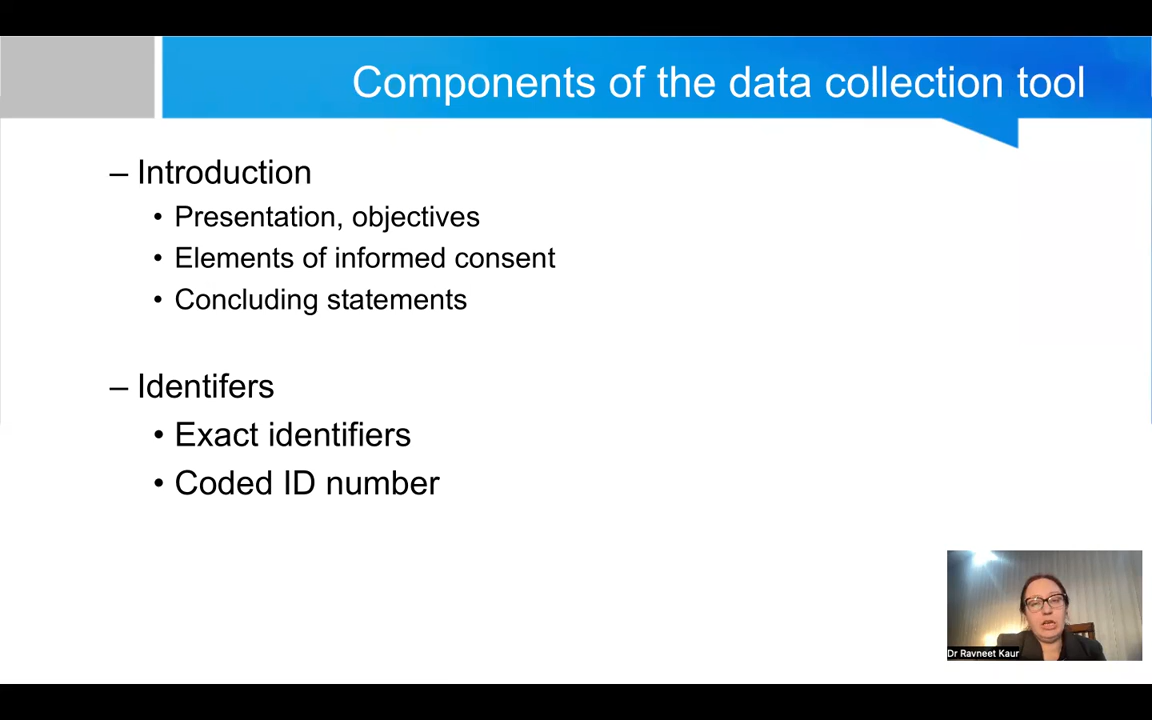 Components of the data collection tool
– Introduction
• Presentation, objectives
• Elements of informed consent
• Concluding statements
– Identifers
• Exact identifiers
• Coded ID number
Dr Ravneet Kaur